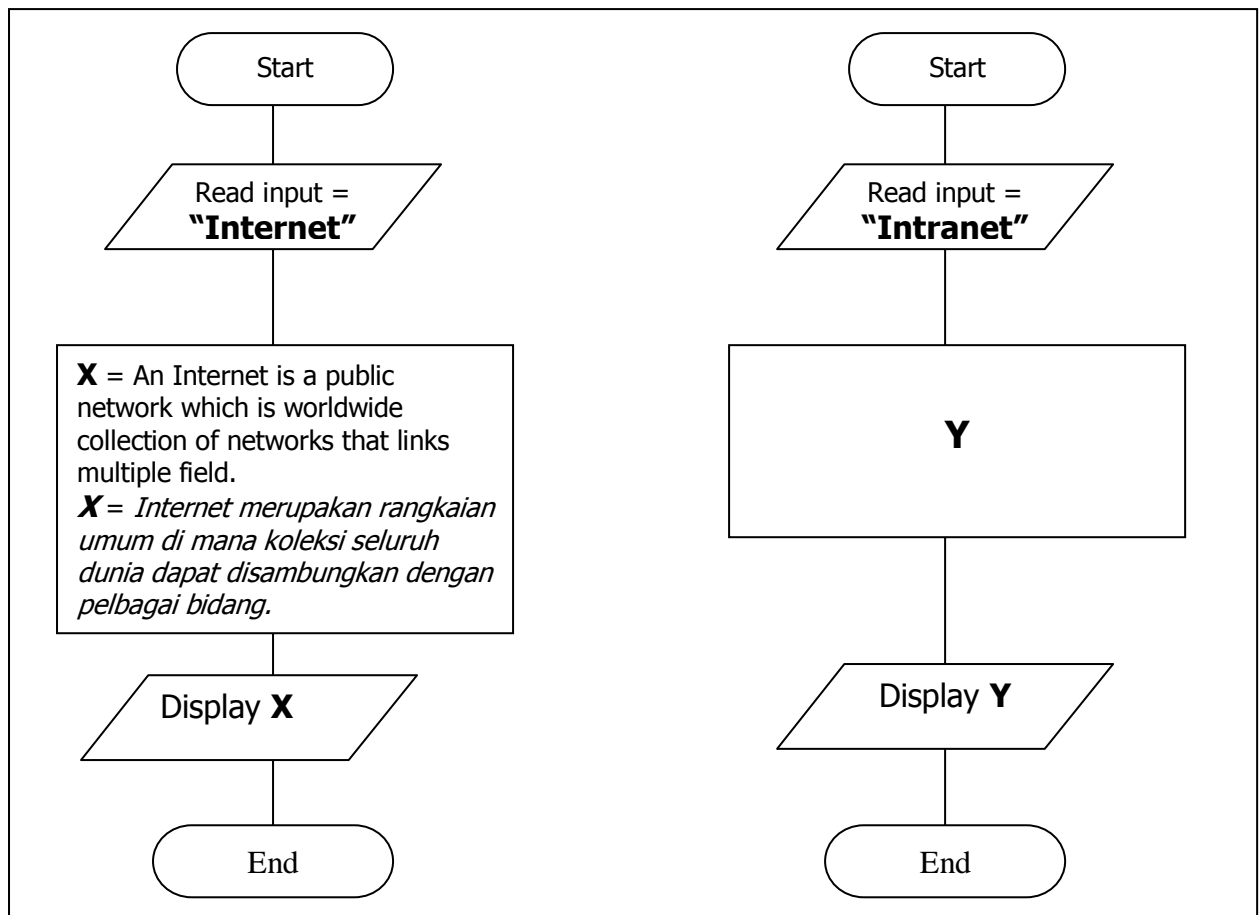 Start
Read input =
“Internet”
X = An Internet is a public
network which is worldwide
collection of networks that links
multiple field.
X = Internet merupakan rangkaian
umum di mana koleksi seluruh
dunia dapat disambungkan dengan
pelbagai bidang.
Display X
End
Start
Read input =
“Intranet”
Y
Display Y
End